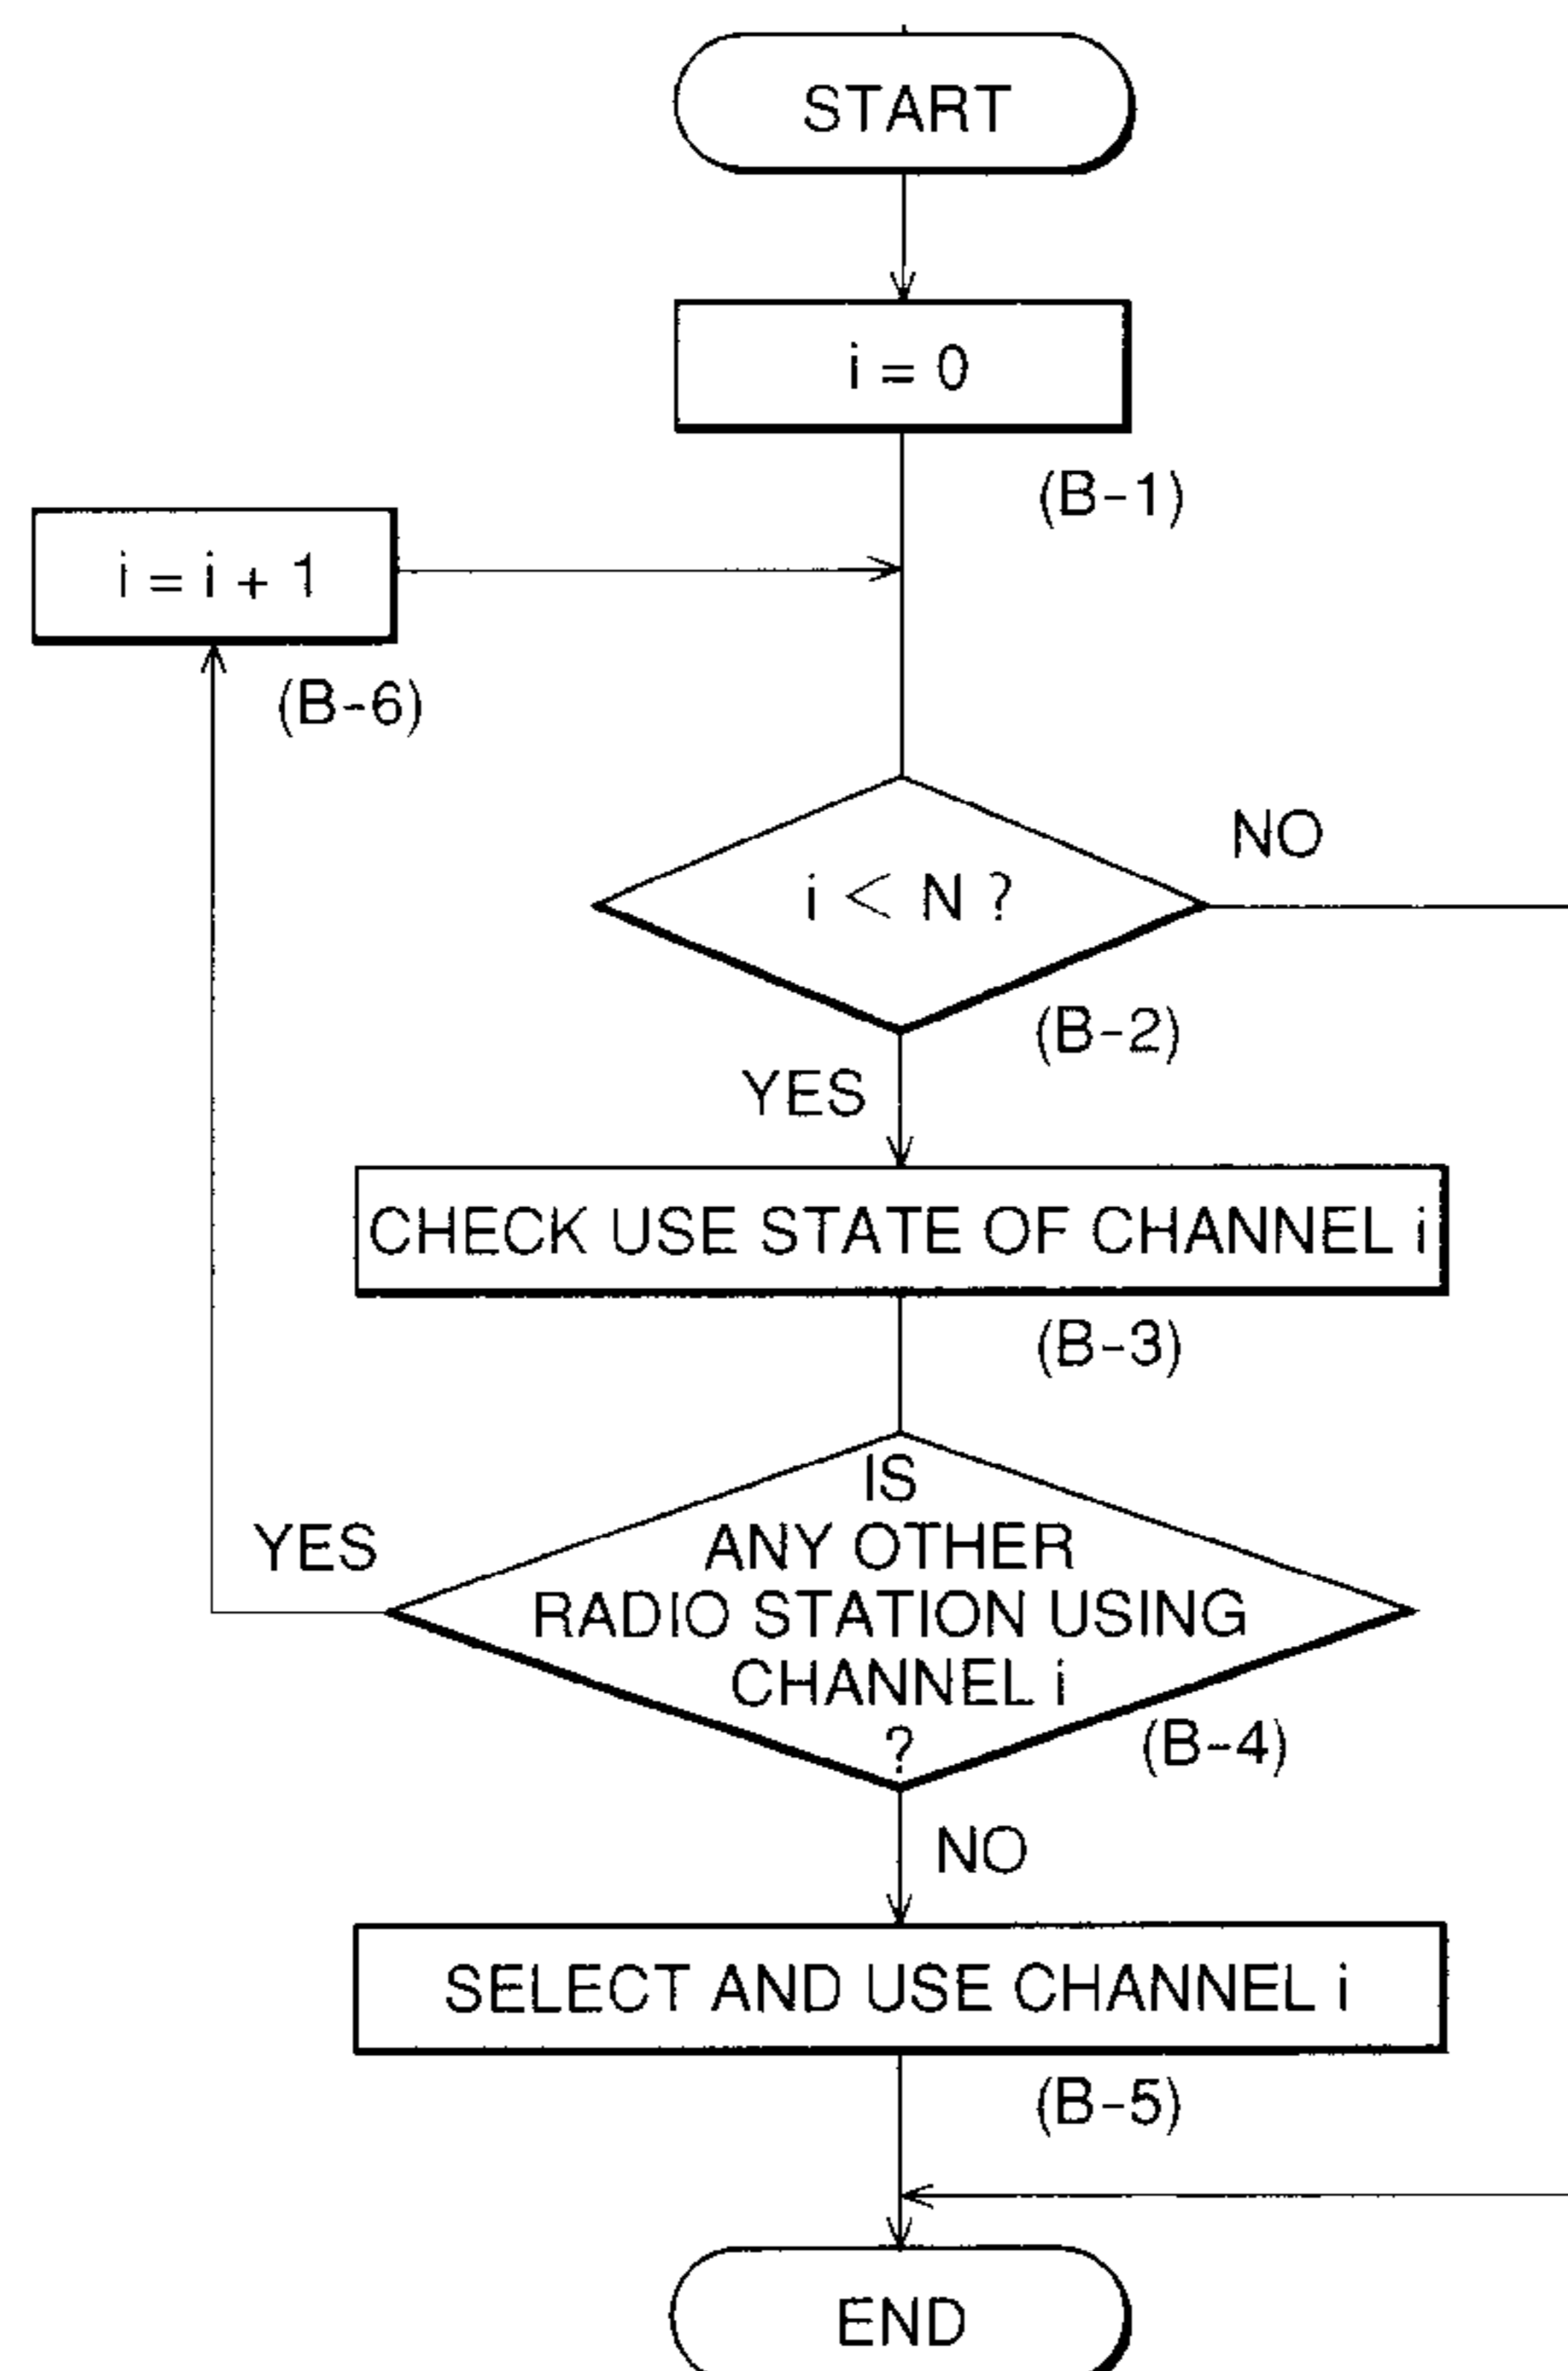 START
i = 0
(B-1)
i = i + 1
(B-6)
NO
i < N ?
(B-2)
YES
CHECK USE STATE OF CHANNEL i
(B-3)
IS
ANY OTHER
YES
RADIO STATION USING
CHANNEL i
?
(B-4)
NO
SELECT AND USE CHANNEL i
(B-5)
END